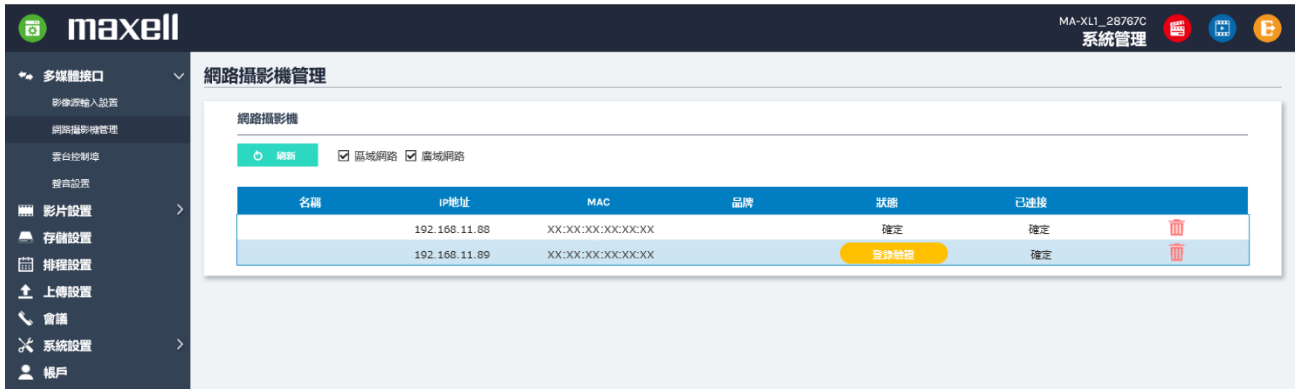 maxell
MA-XL1_28767C
系統管理
多媒體接口
影像源輸入設置
網路攝影機管理
雲台控制埠
聲音設置
影片設置
存儲設置
排程設置
上傳設置
會議
系統設置
帳戶
網路攝影機管理
網路攝影機
刷新 區域網路 廣域網路
名稱 IP地址 MAC 品牌 狀態 已連接
192.168.11.88 XX:XX:XX:XX:XX:XX 確定 確定
192.168.11.89 XX:XX:XX:XX:XX:XX 登錄驗證 確定